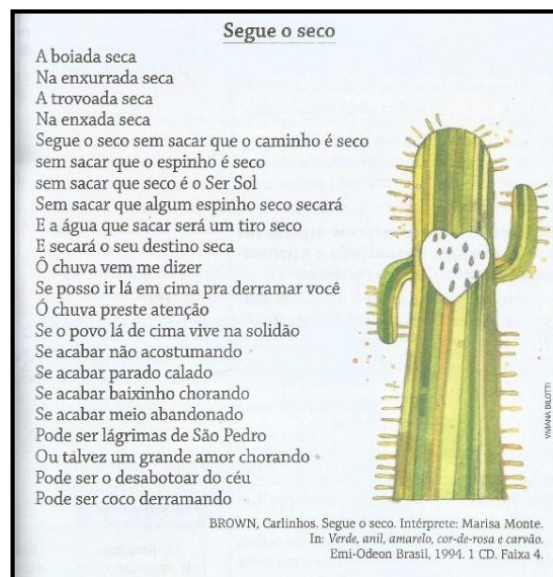 Segue o seco
A boiada seca
Na enxurrada seca
A trovoada seca
Na enxada seca
Segue o seco sem sacar que o caminho é seco
sem sacar que o espinho é seco
sem sacar que seco é o Ser Sol
Sem sacar que algum espinho seco secará
E a água que sacar será um tiro seco
E secará o seu destino seca
Ô chuva vem me dizer
Se posso ir lá em cima pra derramar você
Ó chuva preste atenção
Se o povo lá de cima vive na solidão
Se acabar não acostumando
Se acabar parado calado
Se acabar baixinho chorando
Se acabar meio abandonado
Pode ser lágrimas de São Pedro
Ou talvez um grande amor chorando
Pode ser o desabotoar do céu
Pode ser coco derramando
VIVIANA BILOTTI
BROWN, Carlinhos. Segue o seco. Intérprete: Marisa Monte.
In: Verde, anil, amarelo, cor-de-rosa e carvão.
Emi-Odeon Brasil, 1994. 1 CD. Faixa 4.